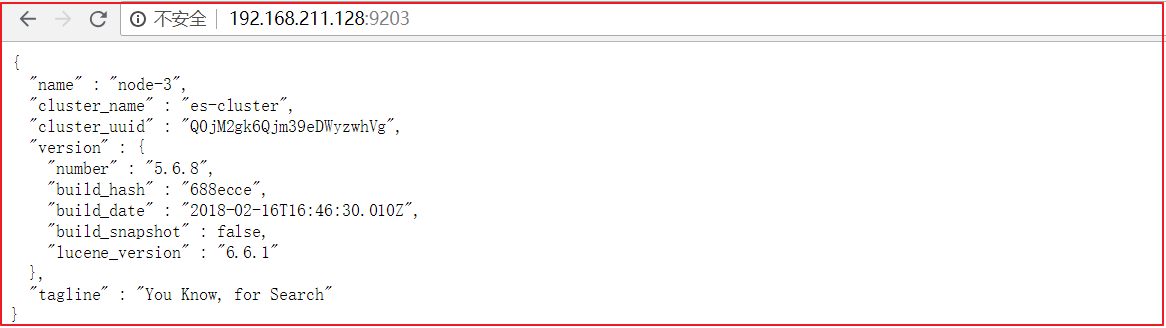 不安全 192.168.211.128:9203
{
"name" : "node-3",
"cluster_name" : "es-cluster",
"cluster_uuid" : "Q0jM2gk6Qjm39eDWyzwhVg",
"version" : {
"number" : "5.6.8",
"build_hash" : "688ecce",
"build_date" : "2018-02-16T16:46:30.010Z",
"build_snapshot" : false,
"lucene_version" : "6.6.1"
},
"tagline" : "You Know, for Search"
}